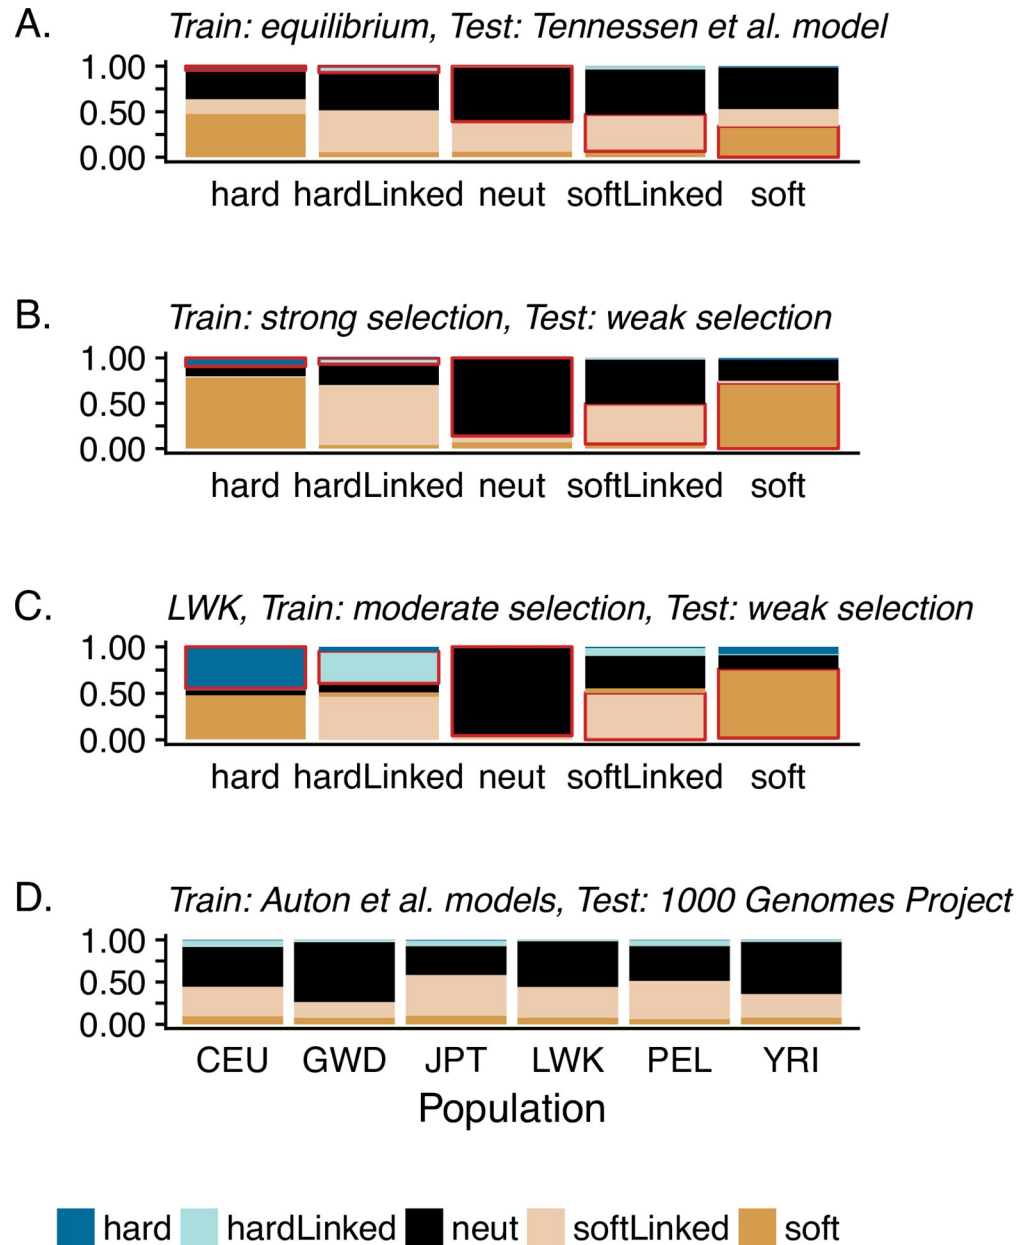 A. Train: equilibrium, Test: Tennessen et al. model
1.00
0.50
0.00
hard hardLinked neut softLinked soft
B. Train: strong selection, Test: weak selection
1.00
0.50
0.00
hard hardLinked neut softLinked soft
C. LWK, Train: moderate selection, Test: weak selection
1.00
0.50
0.00
hard hardLinked neut softLinked soft
D. Train: Auton et al. models, Test: 1000 Genomes Project
1.00
0.50
0.00
CEU GWD JPT LWK PEL YRI
Population
hard hardLinked neut softLinked soft